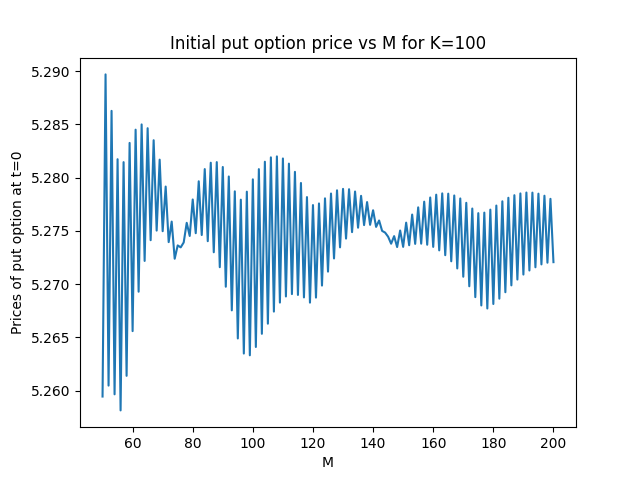 Initial put option price vs M for K=100
Prices of put option at t=0
5.290
5.285
5.280
5.275
5.270
5.265
5.260
60 80 100 120 140 160 180 200
M